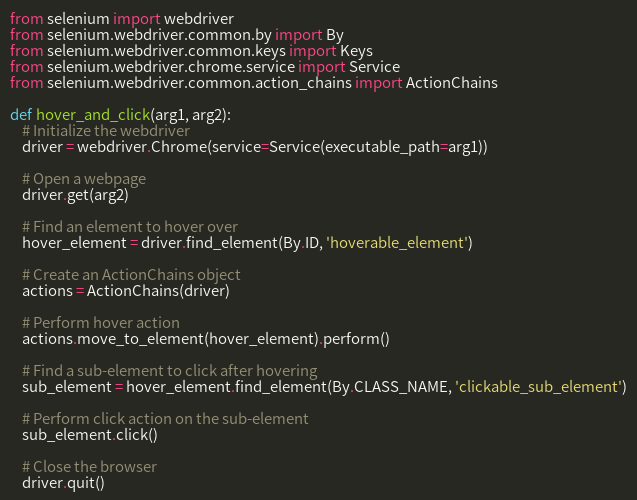 from selenium import webdriver
from selenium.webdriver.common.by import By
from selenium.webdriver.common.keys import Keys
from selenium.webdriver.chrome.service import Service
from selenium.webdriver.common.action_chains import ActionChains

def hover_and_click(arg1, arg2):
    # Initialize the webdriver
    driver = webdriver.Chrome(service=Service(executable_path=arg1))

    # Open a webpage
    driver.get(arg2)

    # Find an element to hover over
    hover_element = driver.find_element(By.ID, 'hoverable_element')

    # Create an ActionChains object
    actions = ActionChains(driver)

    # Perform hover action
    actions.move_to_element(hover_element).perform()

    # Find a sub-element to click after hovering
    sub_element = hover_element.find_element(By.CLASS_NAME, 'clickable_sub_element')

    # Perform click action on the sub-element
    sub_element.click()

    # Close the browser
    driver.quit()